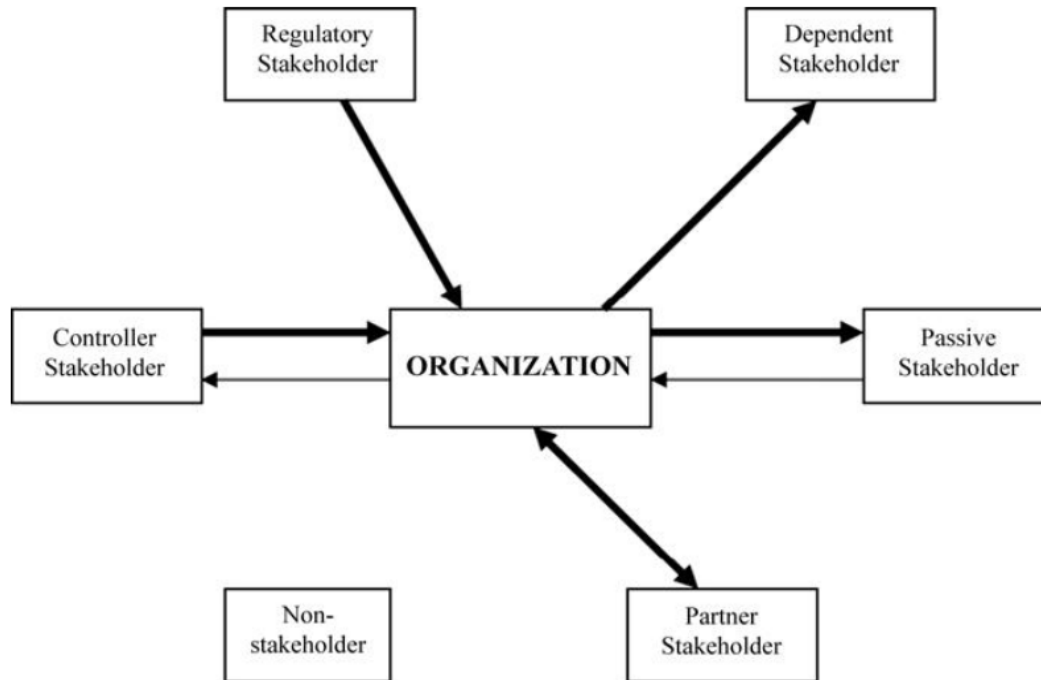 Regulatory
Stakeholder
Dependent
Stakeholder
Controller
Stakeholder
ORGANIZATION
Passive
Stakeholder
Non-
stakeholder
Partner
Stakeholder